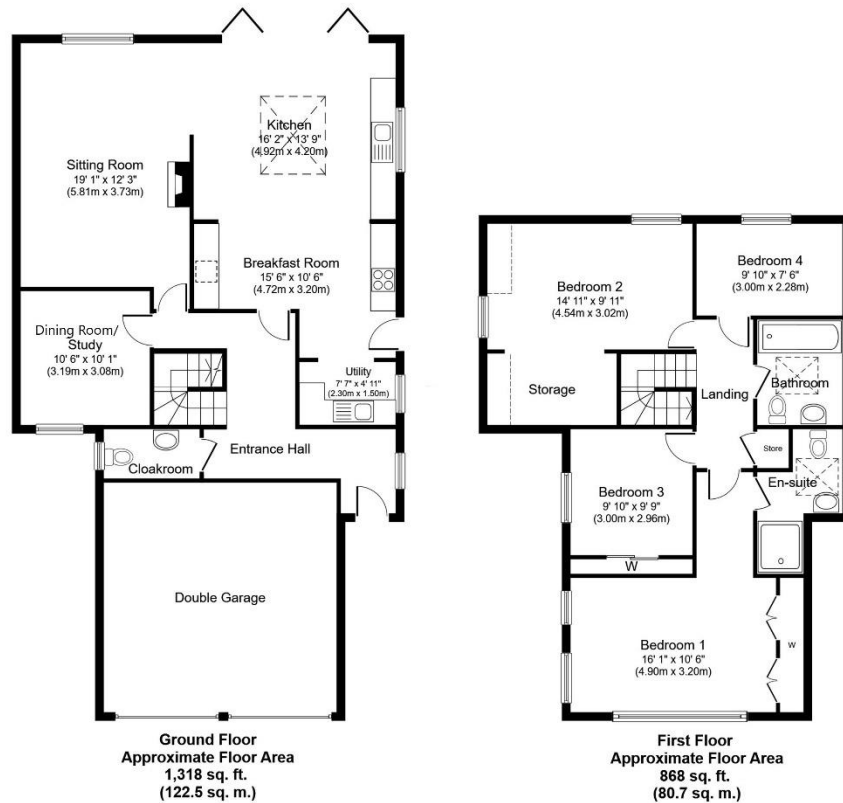 Kitchen
16' 2" x 13' 9"
(4.92m x 4.20m)
Sitting Room
19' 1" x 12' 3"
(5.81m x 3.73m)
Breakfast Room
15' 6" x 10' 6"
(4.72m x 3.20m)
Dining Room/
Study
10' 6" x 10' 1"
(3.19m x 3.08m)
Utility
7' 7" x 4' 11"
(2.30m x 1.50m)
Cloakroom
Entrance Hall
Double Garage
Ground Floor
Approximate Floor Area
1,318 sq. ft.
(122.5 sq. m.)
Bedroom 2
14' 11" x 9' 11"
(4.54m x 3.02m)
Bedroom 4
9' 10" x 7' 6"
(3.00m x 2.28m)
Storage
Landing
Bathroom
Store
En-suite
Bedroom 3
9' 10" x 9' 9"
(3.00m x 2.96m)
W
Bedroom 1
16' 1" x 10' 6"
(4.90m x 3.20m)
W
First Floor
Approximate Floor Area
868 sq. ft.
(80.7 sq. m.)